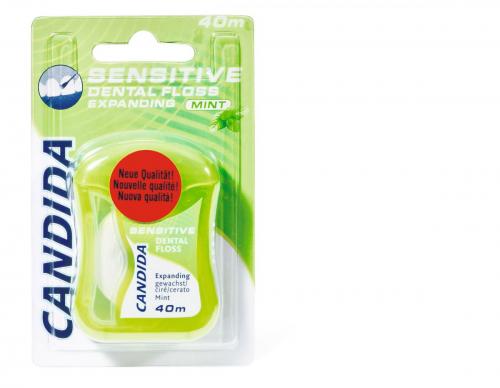 40m
SENSITIVE
DENTAL FLOSS
EXPANDING MINT
CANDIDA
Neue Qualität!
Nouvelle qualité!
Nuova qualità!
SENSITIVE
DENTAL
FLOSS
CANDIDA
Expanding
gewachst/
ciré/cerato
Mint
40m